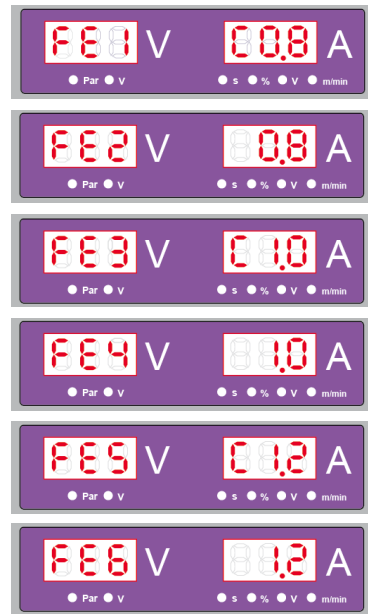 FE1 V C0.8 A
Par V s % V m/min
FE2 V 0.8 A
Par V s % V m/min
FE3 V C1.0 A
Par V s % V m/min
FE4 V 1.0 A
Par V s % V m/min
FE5 V C1.2 A
Par V s % V m/min
FE6 V 1.2 A
Par V s % V m/min